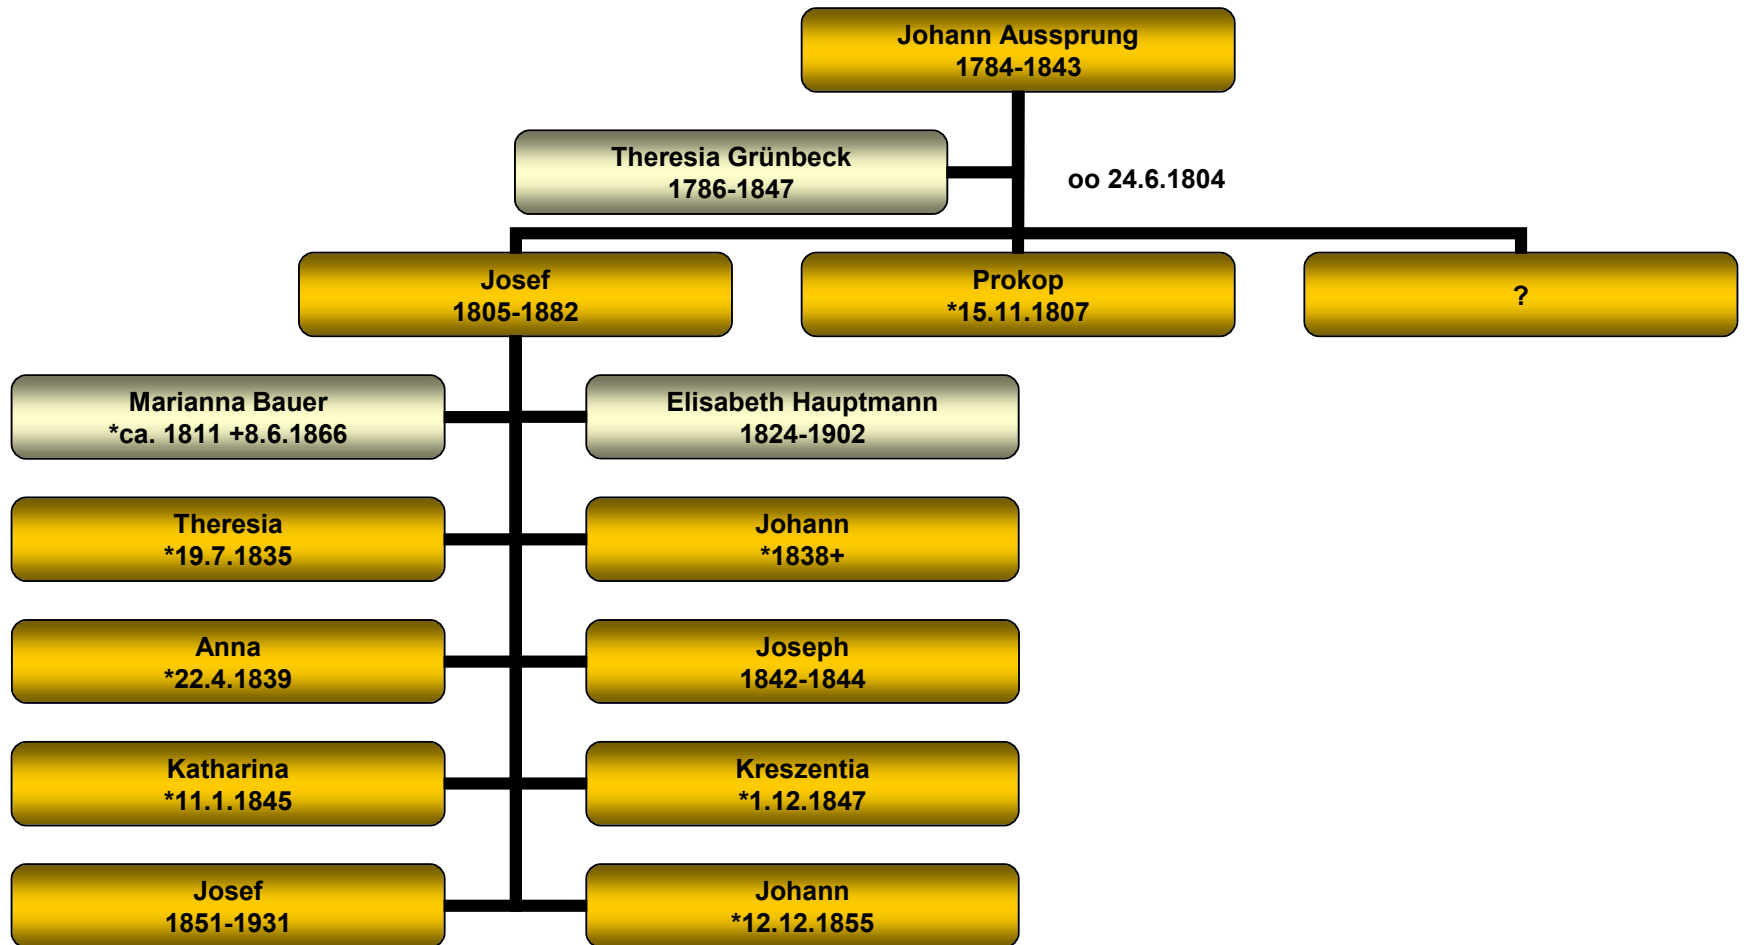 Johann Aussprung
1784-1843
Theresia Grünbeck
1786-1847
oo 24.6.1804
Josef
1805-1882
Prokop
*15.11.1807
?
Marianna Bauer
*ca. 1811 +8.6.1866
Elisabeth Hauptmann
1824-1902
Theresia
*19.7.1835
Johann
*1838+
Anna
*22.4.1839
Joseph
1842-1844
Katharina
*11.1.1845
Kreszentia
*1.12.1847
Josef
1851-1931
Johann
*12.12.1855